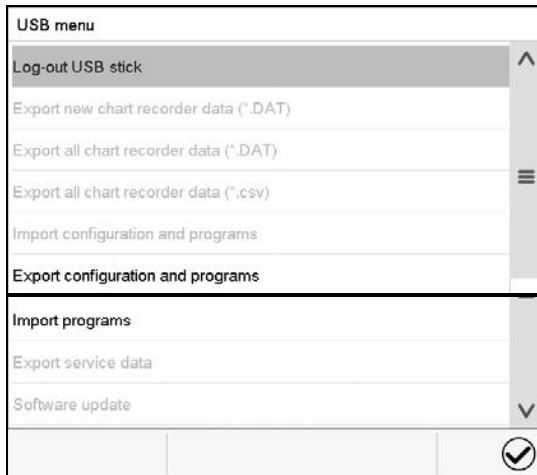 USB menu
Log-out USB stick
Export new chart recorder data (*.DAT)
Export all chart recorder data (*.DAT)
Export all chart recorder data (*.csv)
Import configuration and programs
Export configuration and programs
Import programs
Export service data
Software update